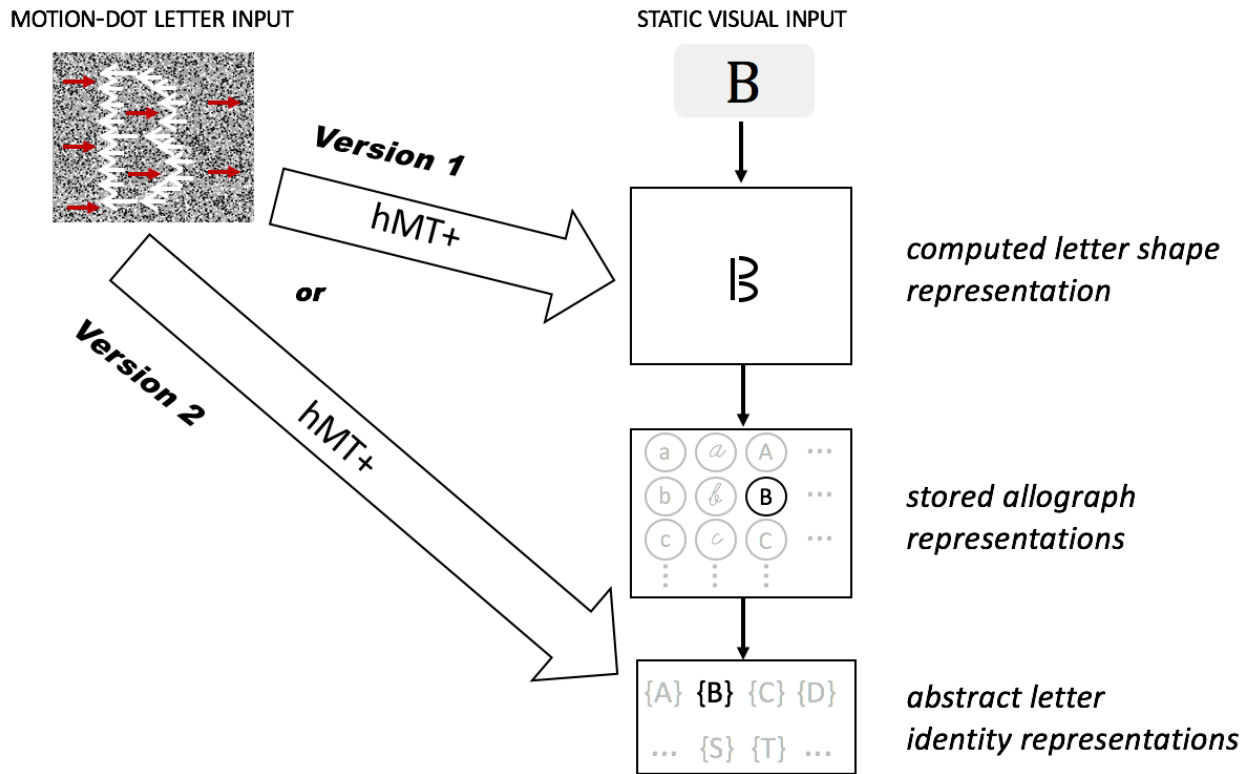 MOTION-DOT LETTER INPUT
STATIC VISUAL INPUT
B
Version 1
hMT+
or
Version 2
hMT+
B
computed letter shape
representation
a a A ...
b b B ...
c c C ...
stored allograph
representations
{A} {B} {C} {D}
... {S} {T} ...
abstract letter
identity representations